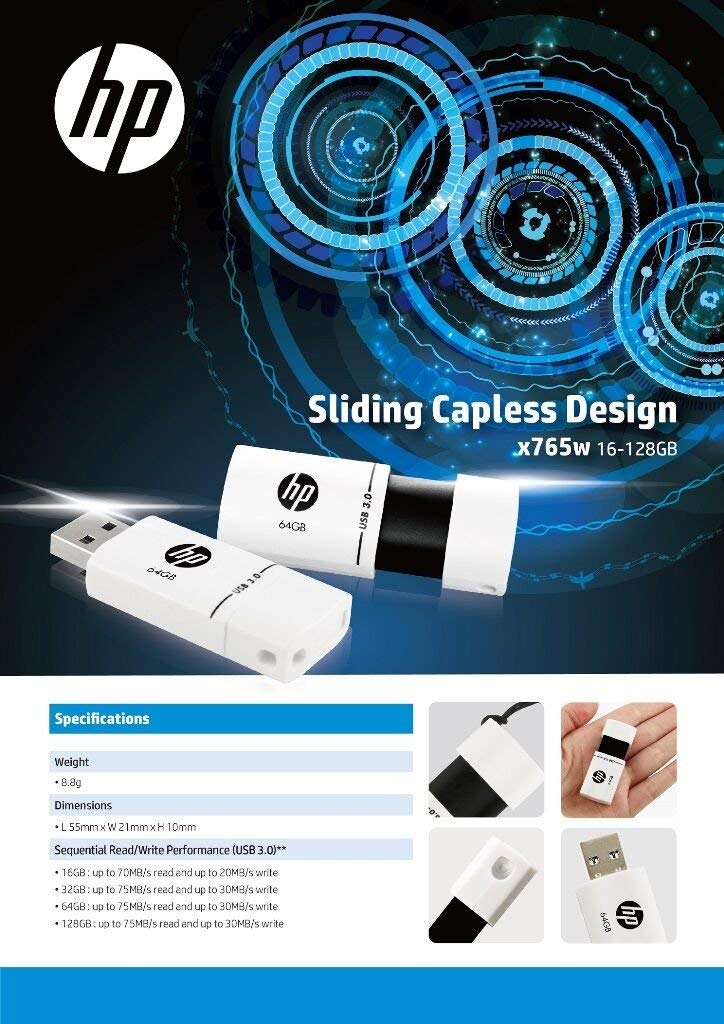 hp
Sliding Capless Design
x765w 16-128GB
hp
64GB
USB 3.0
hp
64GB
USB 3.0
Specifications
Weight
• 8.8g
Dimensions
• L 55mm x W 21mm x H 10mm
Sequential Read/Write Performance (USB 3.0)**
• 16GB : up to 70MB/s read and up to 20MB/s write
• 32GB : up to 75MB/s read and up to 30MB/s write
• 64GB : up to 75MB/s read and up to 30MB/s write
• 128GB : up to 75MB/s read and up to 30MB/s write
hp
hp
64GB